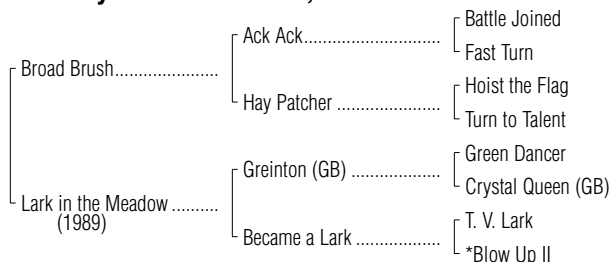 Battle Joined
Ack Ack..............................
Fast Turn
Broad Brush......................
Hoist the Flag
Hay Patcher ......................
Turn to Talent
Green Dancer
Greinton (GB) ...................
Crystal Queen (GB)
Lark in the Meadow ..........
(1989)
T. V. Lark
Became a Lark ..................
*Blow Up II